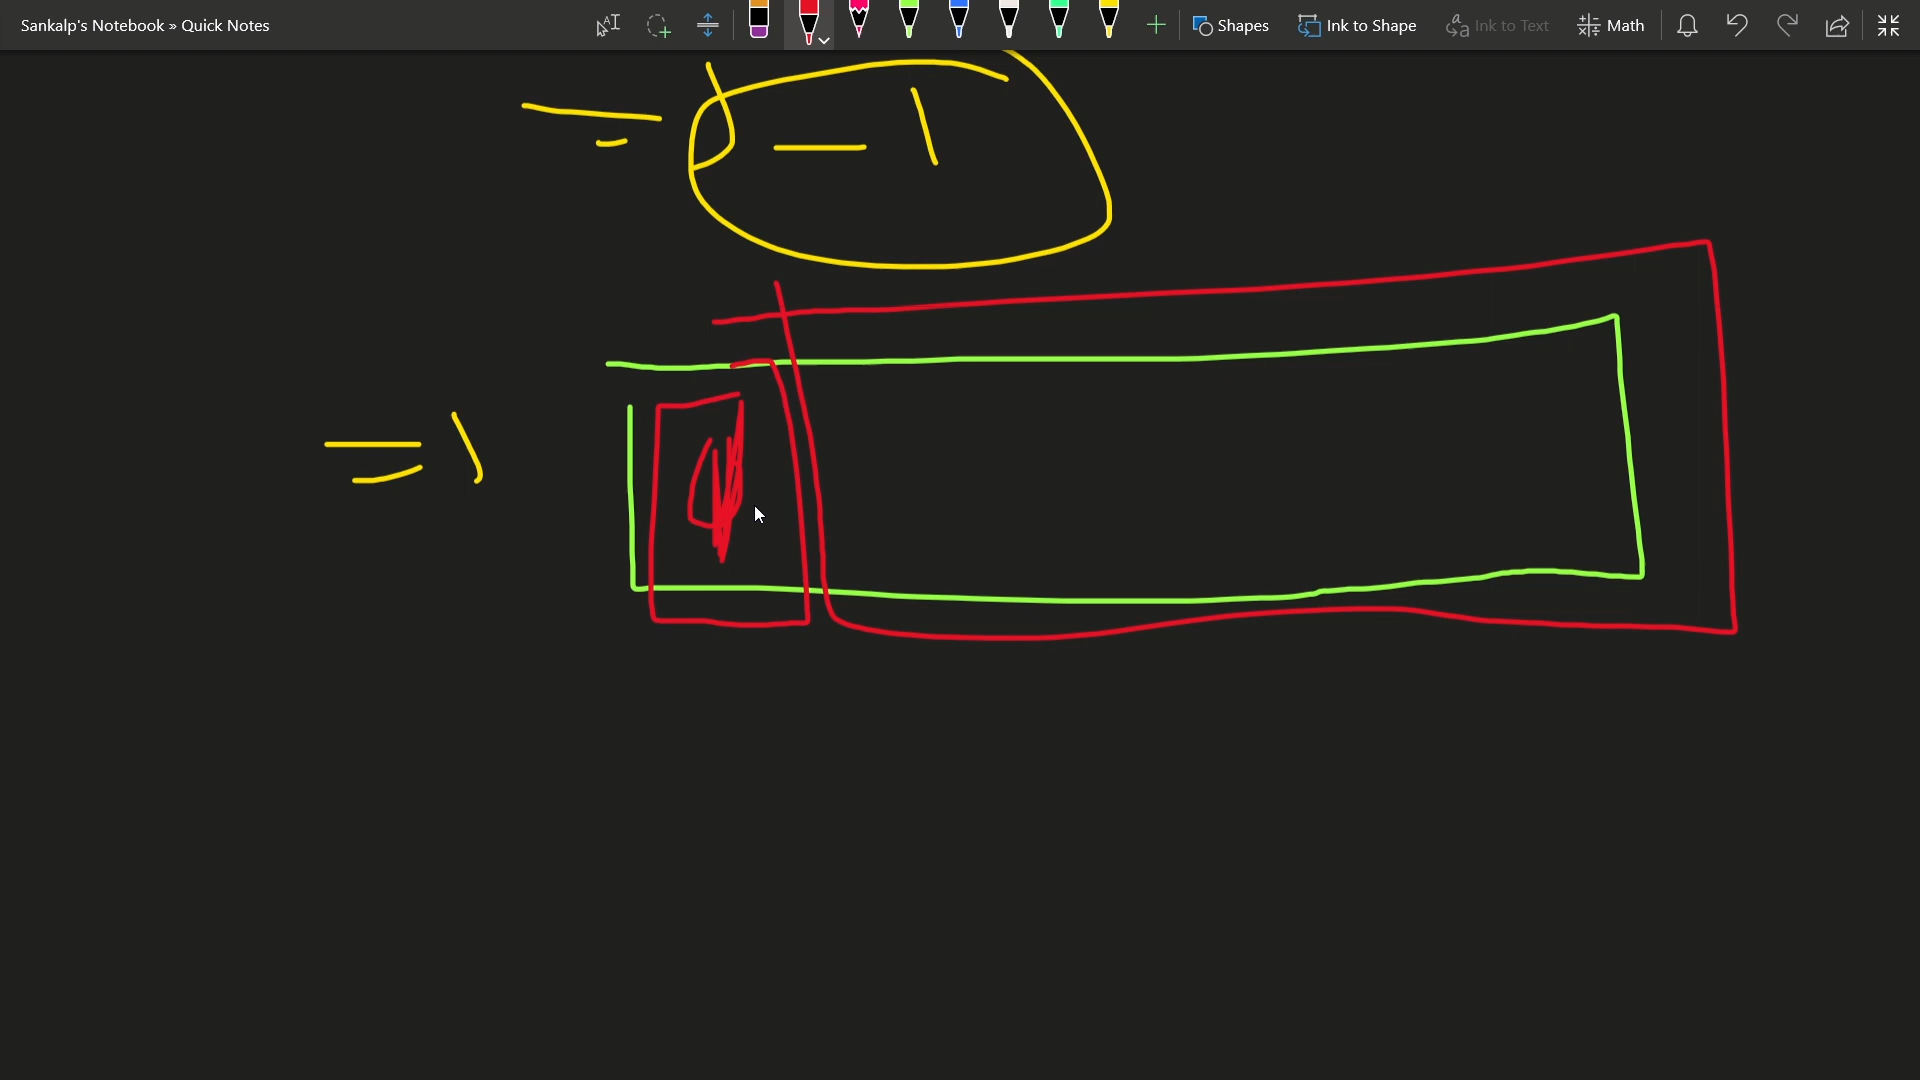 Sankalp's Notebook » Quick Notes
Shapes
Ink to Shape
Ink to Text
Math